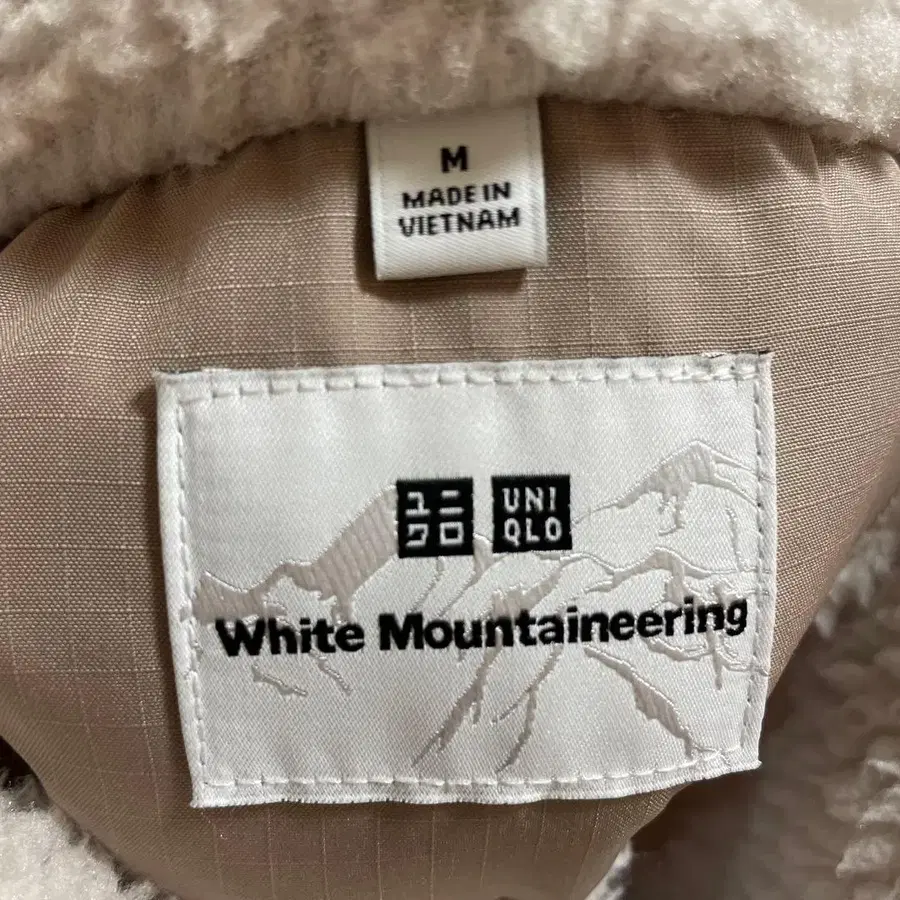 M
MADE IN
VIETNAM
ユニ UNI
クロ QLO
White Mountaineering